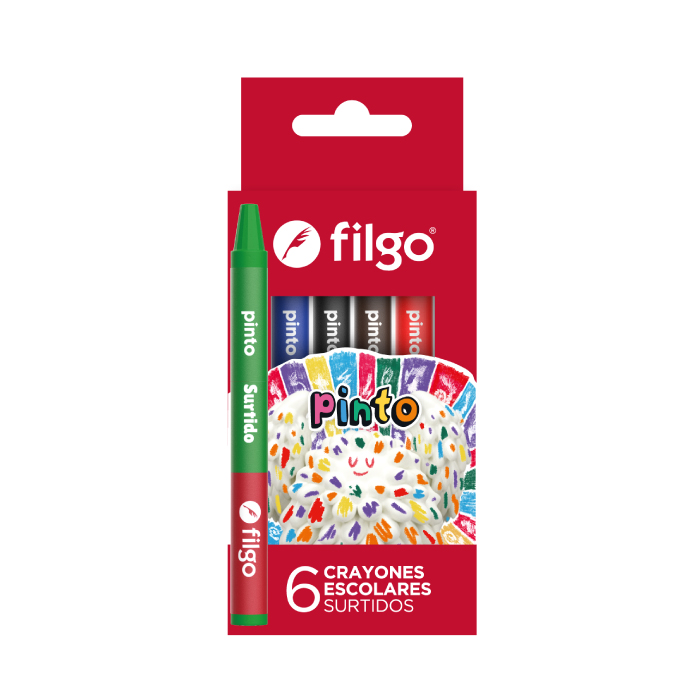 filgo®
pinto
Surtido
filgo
pinto
pinto
pinto
pinto
pinto
6 CRAYONES
ESCOLARES
SURTIDOS